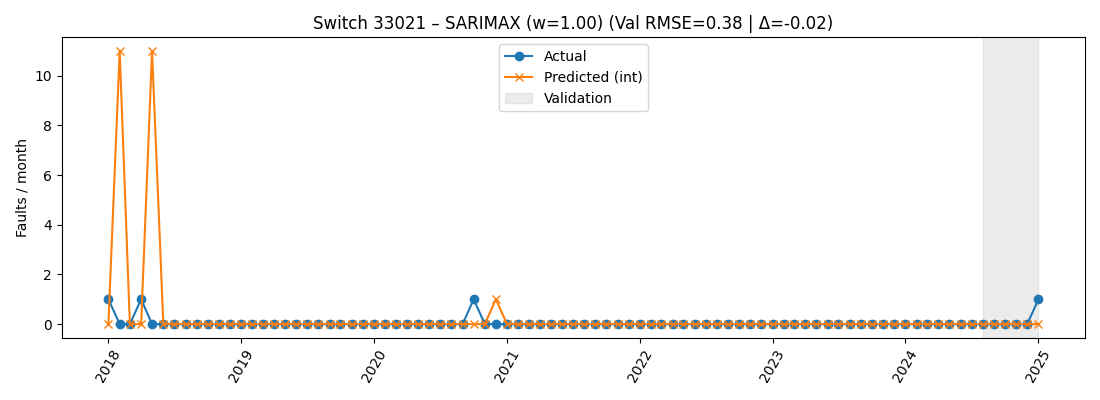 Switch 33021 – SARIMAX (w=1.00) (Val RMSE=0.38 | Δ=-0.02)
Actual
Predicted (int)
Validation
Faults / month
10
8
6
4
2
0
2018
2019
2020
2021
2022
2023
2024
2025